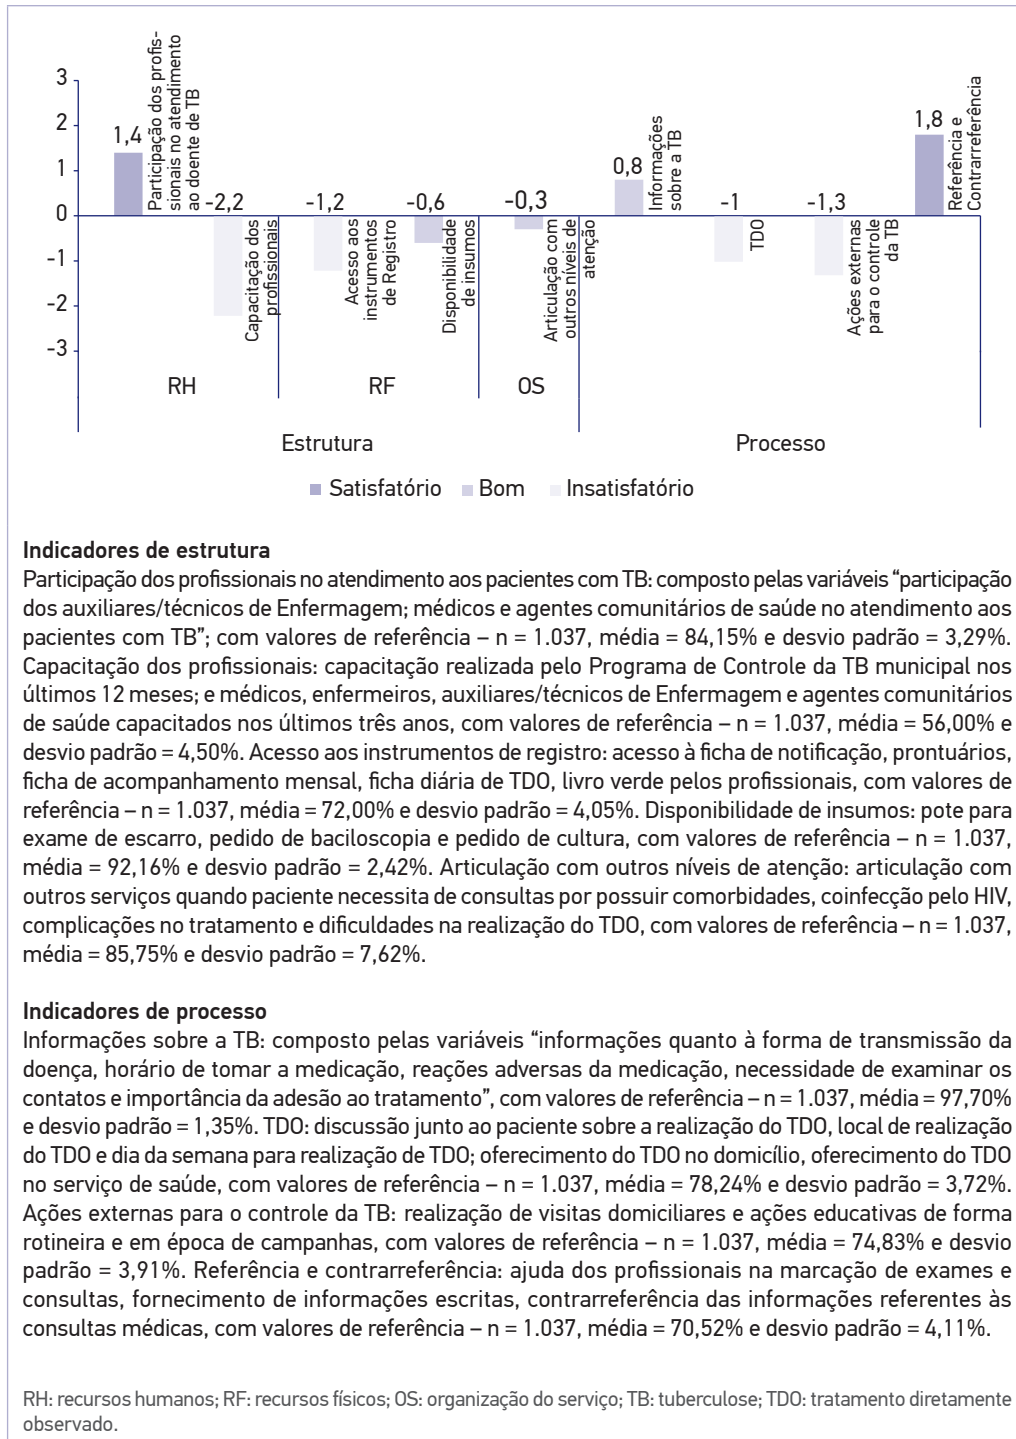 3
2
1
0
-1
-2
-3
1,4
Participação dos profis-
sionais no atendimento
ao doente de TB
-2,2
Capacitação dos
profissionais
-1,2
Acesso aos
instrumentos
de Registro
-0,6
Disponibilidade
de insumos
-0,3
Articulação com
outros níveis de
atenção
0,8
Informações
sobre a TB
-1
TDO
-1,3
Ações externas
para o controle
da TB
1,8
Referência e
Contrarreferência
RH
RF
OS
Estrutura
Processo
Satisfatório
Bom
Insatisfatório
Indicadores de estrutura
Participação dos profissionais no atendimento aos pacientes com TB: composto pelas variáveis “participação
dos auxiliares/técnicos de Enfermagem; médicos e agentes comunitários de saúde no atendimento aos
pacientes com TB”; com valores de referência – n = 1.037, média = 84,15% e desvio padrão = 3,29%.
Capacitação dos profissionais: capacitação realizada pelo Programa de Controle da TB municipal nos
últimos 12 meses; e médicos, enfermeiros, auxiliares/técnicos de Enfermagem e agentes comunitários
de saúde capacitados nos últimos três anos, com valores de referência – n = 1.037, média = 56,00% e
desvio padrão = 4,50%. Acesso aos instrumentos de registro: acesso à ficha de notificação, prontuários,
ficha de acompanhamento mensal, ficha diária de TDO, livro verde pelos profissionais, com valores de
referência – n = 1.037, média = 72,00% e desvio padrão = 4,05%. Disponibilidade de insumos: pote para
exame de escarro, pedido de baciloscopia e pedido de cultura, com valores de referência – n = 1.037,
média = 92,16% e desvio padrão = 2,42%. Articulação com outros níveis de atenção: articulação com
outros serviços quando paciente necessita de consultas por possuir comorbidades, coinfecção pelo HIV,
complicações no tratamento e dificuldades na realização do TDO, com valores de referência – n = 1.037,
média = 85,75% e desvio padrão = 7,62%.
Indicadores de processo
Informações sobre a TB: composto pelas variáveis “informações quanto à forma de transmissão da
doença, horário de tomar a medicação, reações adversas da medicação, necessidade de examinar os
contatos e importância da adesão ao tratamento”, com valores de referência – n = 1.037, média = 97,70%
e desvio padrão = 1,35%. TDO: discussão junto ao paciente sobre a realização do TDO, local de realização
do TDO e dia da semana para realização de TDO; oferecimento do TDO no domicílio, oferecimento do TDO
no serviço de saúde, com valores de referência – n = 1.037, média = 78,24% e desvio padrão = 3,72%.
Ações externas para o controle da TB: realização de visitas domiciliares e ações educativas de forma
rotineira e em época de campanhas, com valores de referência – n = 1.037, média = 74,83% e desvio
padrão = 3,91%. Referência e contrarreferência: ajuda dos profissionais na marcação de exames e
consultas, fornecimento de informações escritas, contrarreferência das informações referentes às
consultas médicas, com valores de referência – n = 1.037, média = 70,52% e desvio padrão = 4,11%.
RH: recursos humanos; RF: recursos físicos; OS: organização do serviço; TB: tuberculose; TDO: tratamento diretamente
observado.